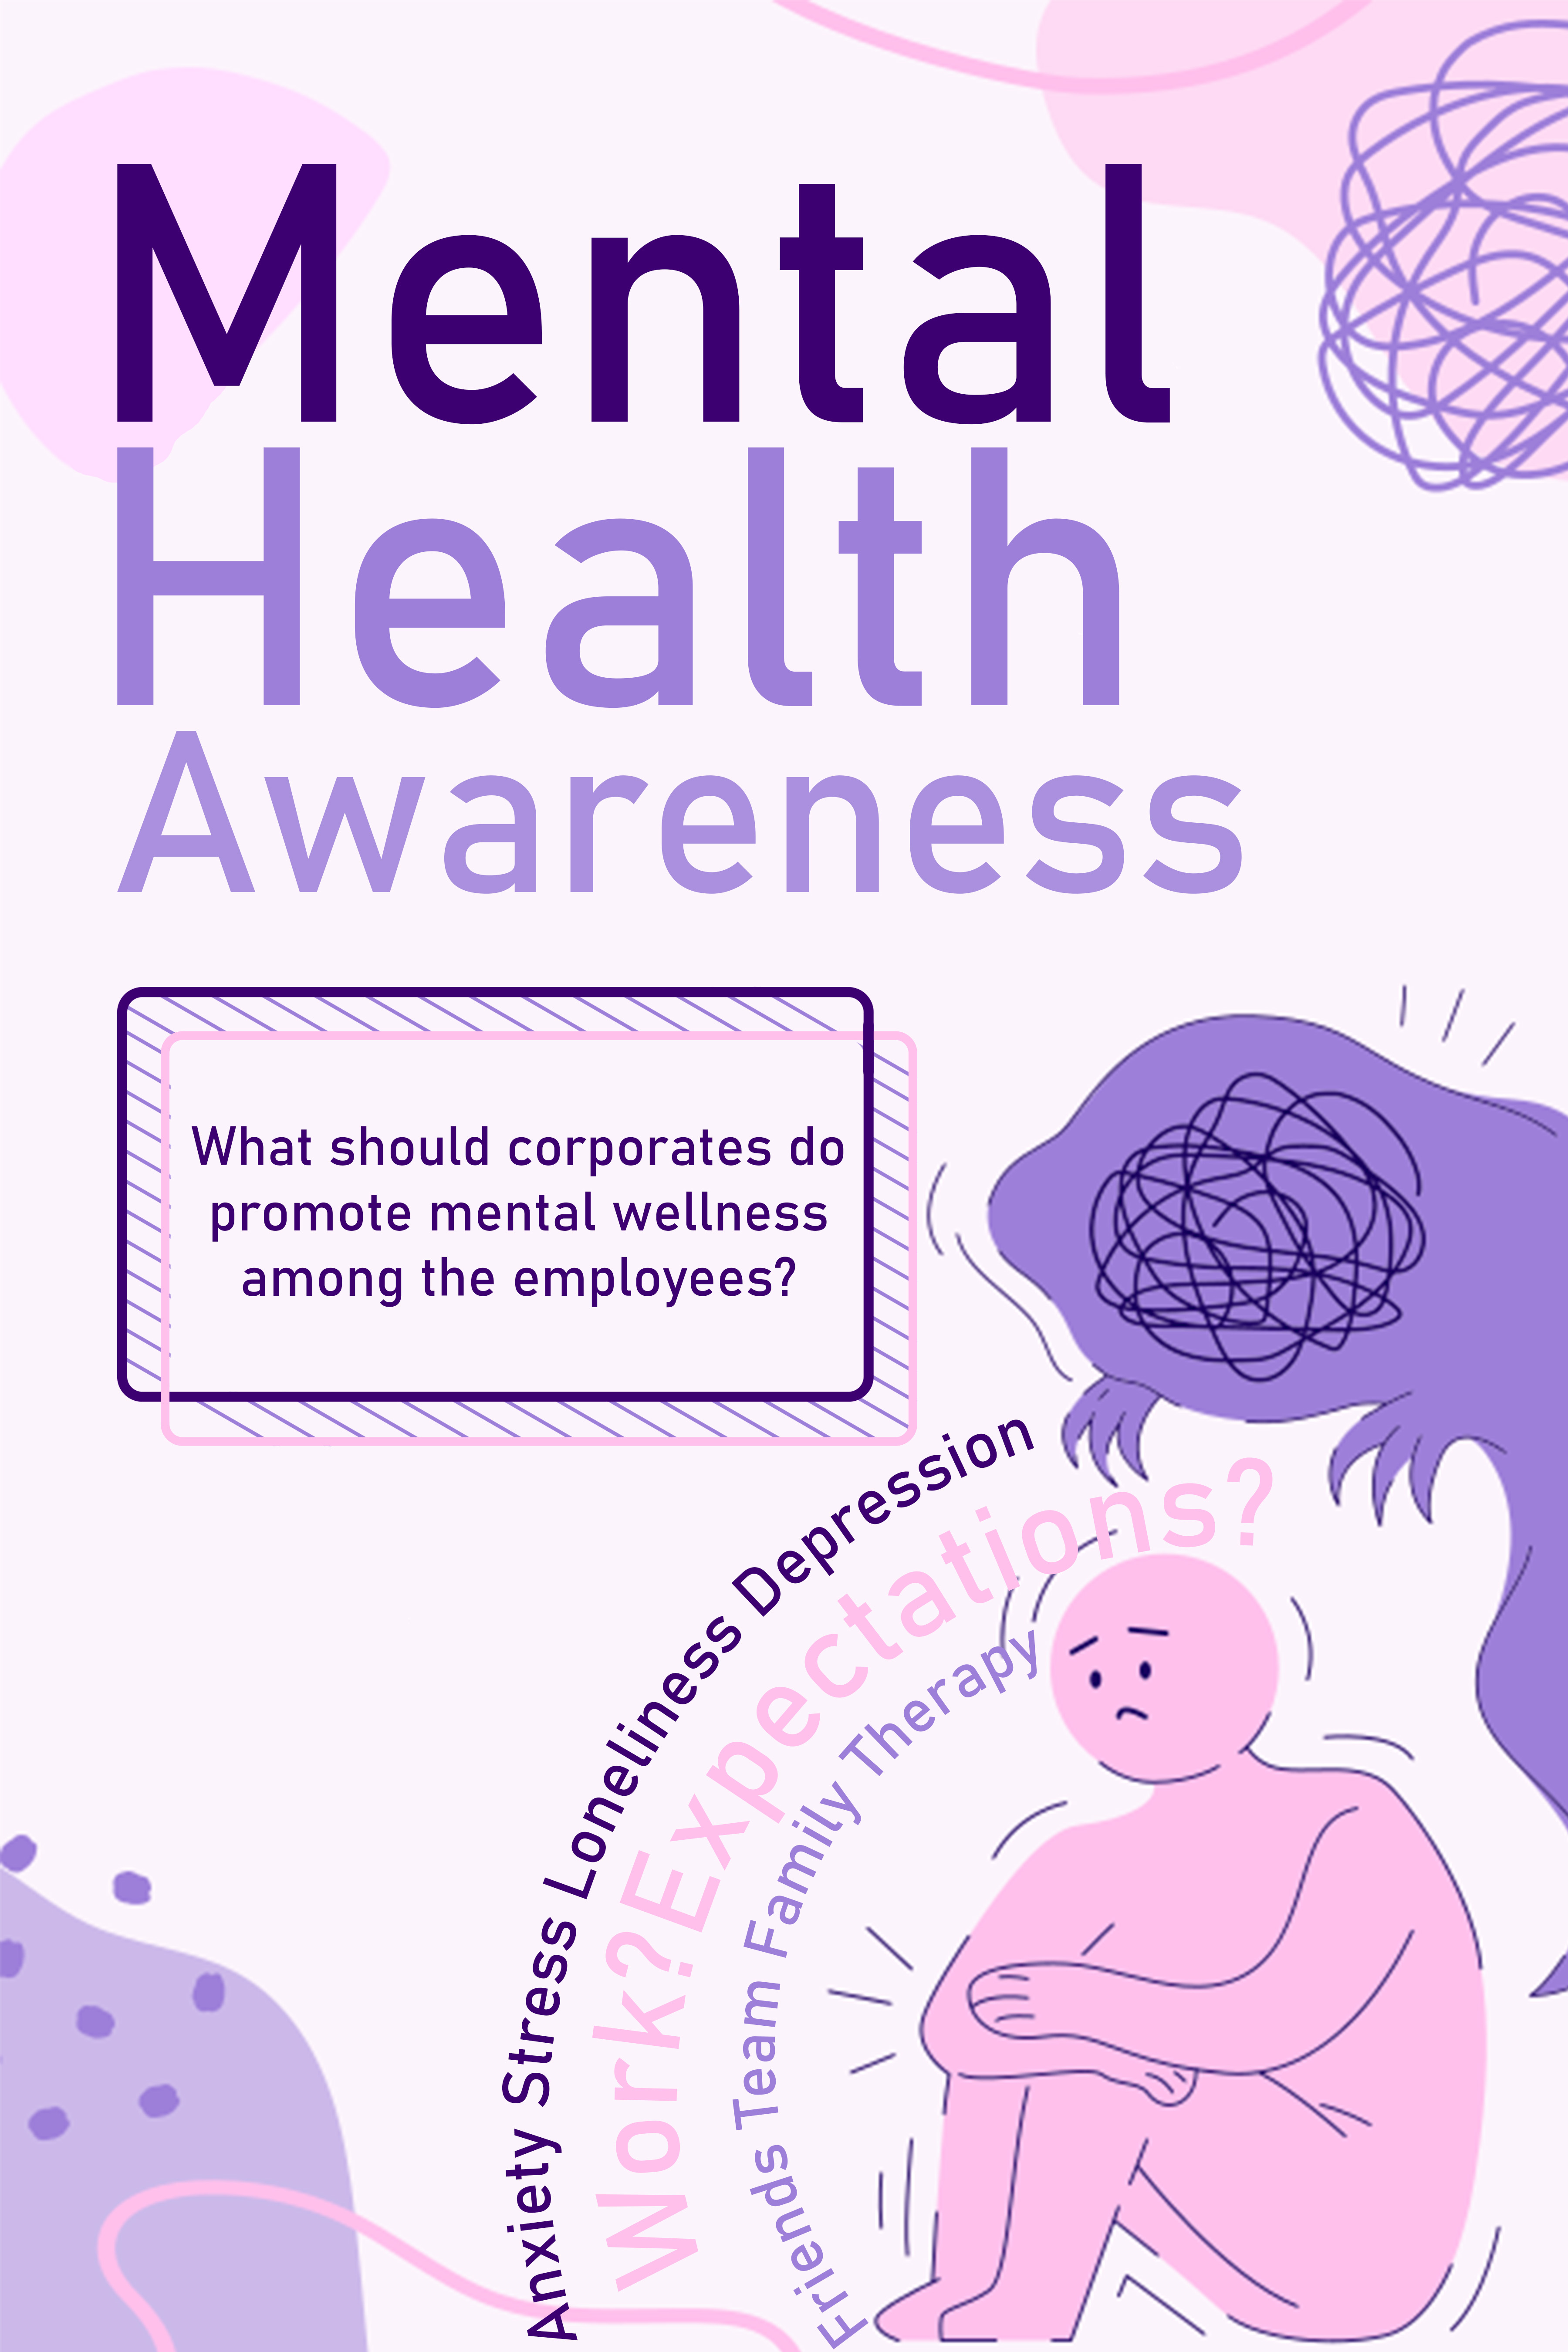 Mental
Health
Awareness
What should corporates do
promote mental wellness
among the employees?
Anxiety Stress Loneliness Depression
Work?Expectations?
Friends Team Family Therapy